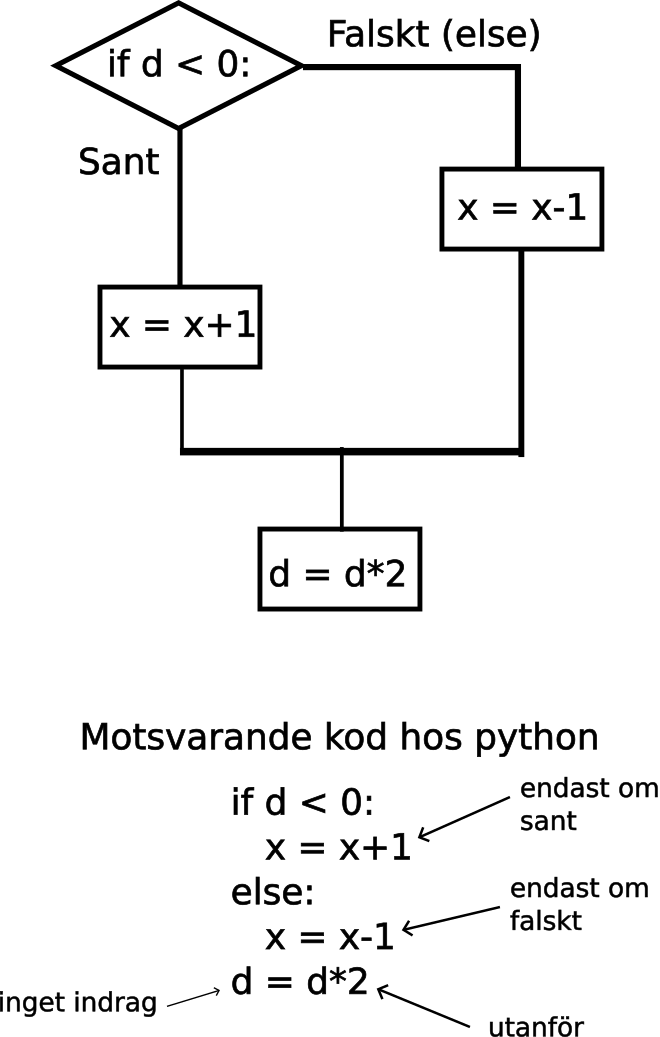 Falskt (else)
if d < 0:
Sant
x = x-1
x = x+1
d = d*2
Motsvarande kod hos python
if d < 0:
x = x+1
else:
x = x-1
d = d*2
endast om
sant
endast om
falskt
inget indrag
utanför